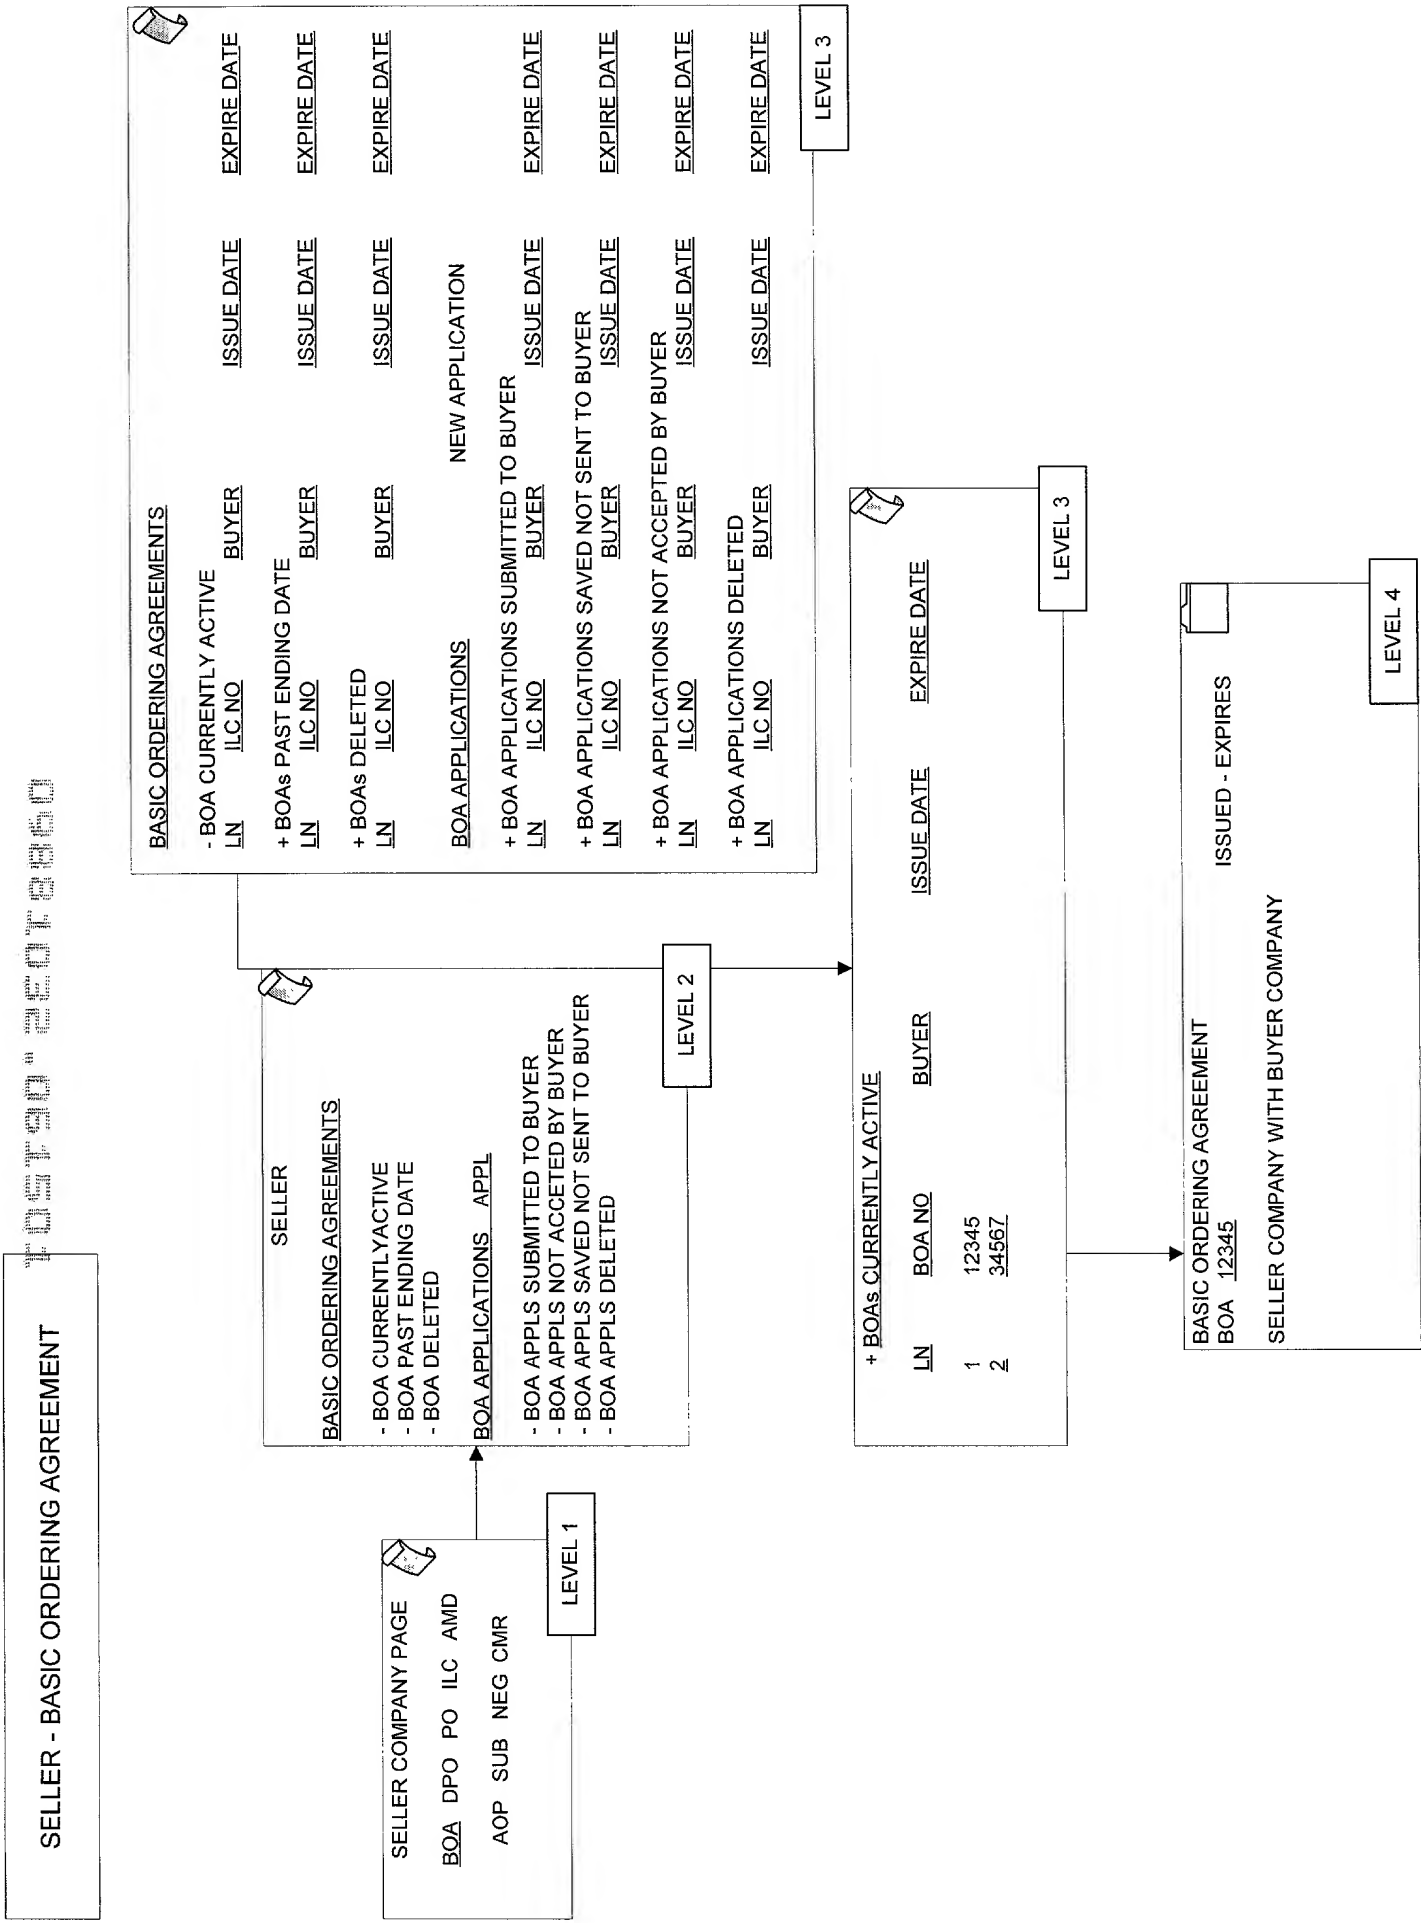 SELLER - BASIC ORDERING AGREEMENT
SELLER COMPANY PAGE
BOA DPO PO ILC AMD
AOP SUB NEG CMR
LEVEL 1
SELLER
BASIC ORDERING AGREEMENTS
- BOA CURRENTLYACTIVE
- BOA PAST ENDING DATE
- BOA DELETED
BOA APPLICATIONS APPL
- BOA APPLS SUBMITTED TO BUYER
- BOA APPLS NOT ACCETED BY BUYER
- BOA APPLS SAVED NOT SENT TO BUYER
- BOA APPLS DELETED
LEVEL 2
BASIC ORDERING AGREEMENTS
- BOA CURRENTLY ACTIVE
LN ILC NO BUYER ISSUE DATE EXPIRE DATE
+ BOAs PAST ENDING DATE
LN ILC NO BUYER ISSUE DATE EXPIRE DATE
+ BOAs DELETED
LN ILC NO BUYER ISSUE DATE EXPIRE DATE
BOA APPLICATIONS NEW APPLICATION
+ BOA APPLICATIONS SUBMITTED TO BUYER
LN ILC NO BUYER ISSUE DATE EXPIRE DATE
+ BOA APPLICATIONS SAVED NOT SENT TO BUYER
LN ILC NO BUYER ISSUE DATE EXPIRE DATE
+ BOA APPLICATIONS NOT ACCEPTED BY BUYER
LN ILC NO BUYER ISSUE DATE EXPIRE DATE
+ BOA APPLICATIONS DELETED
LN ILC NO BUYER ISSUE DATE EXPIRE DATE
LEVEL 3
+ BOAs CURRENTLY ACTIVE
LN BOA NO BUYER ISSUE DATE EXPIRE DATE
1 12345
2 34567
LEVEL 3
BASIC ORDERING AGREEMENT
BOA 12345 ISSUED - EXPIRES
SELLER COMPANY WITH BUYER COMPANY
LEVEL 4